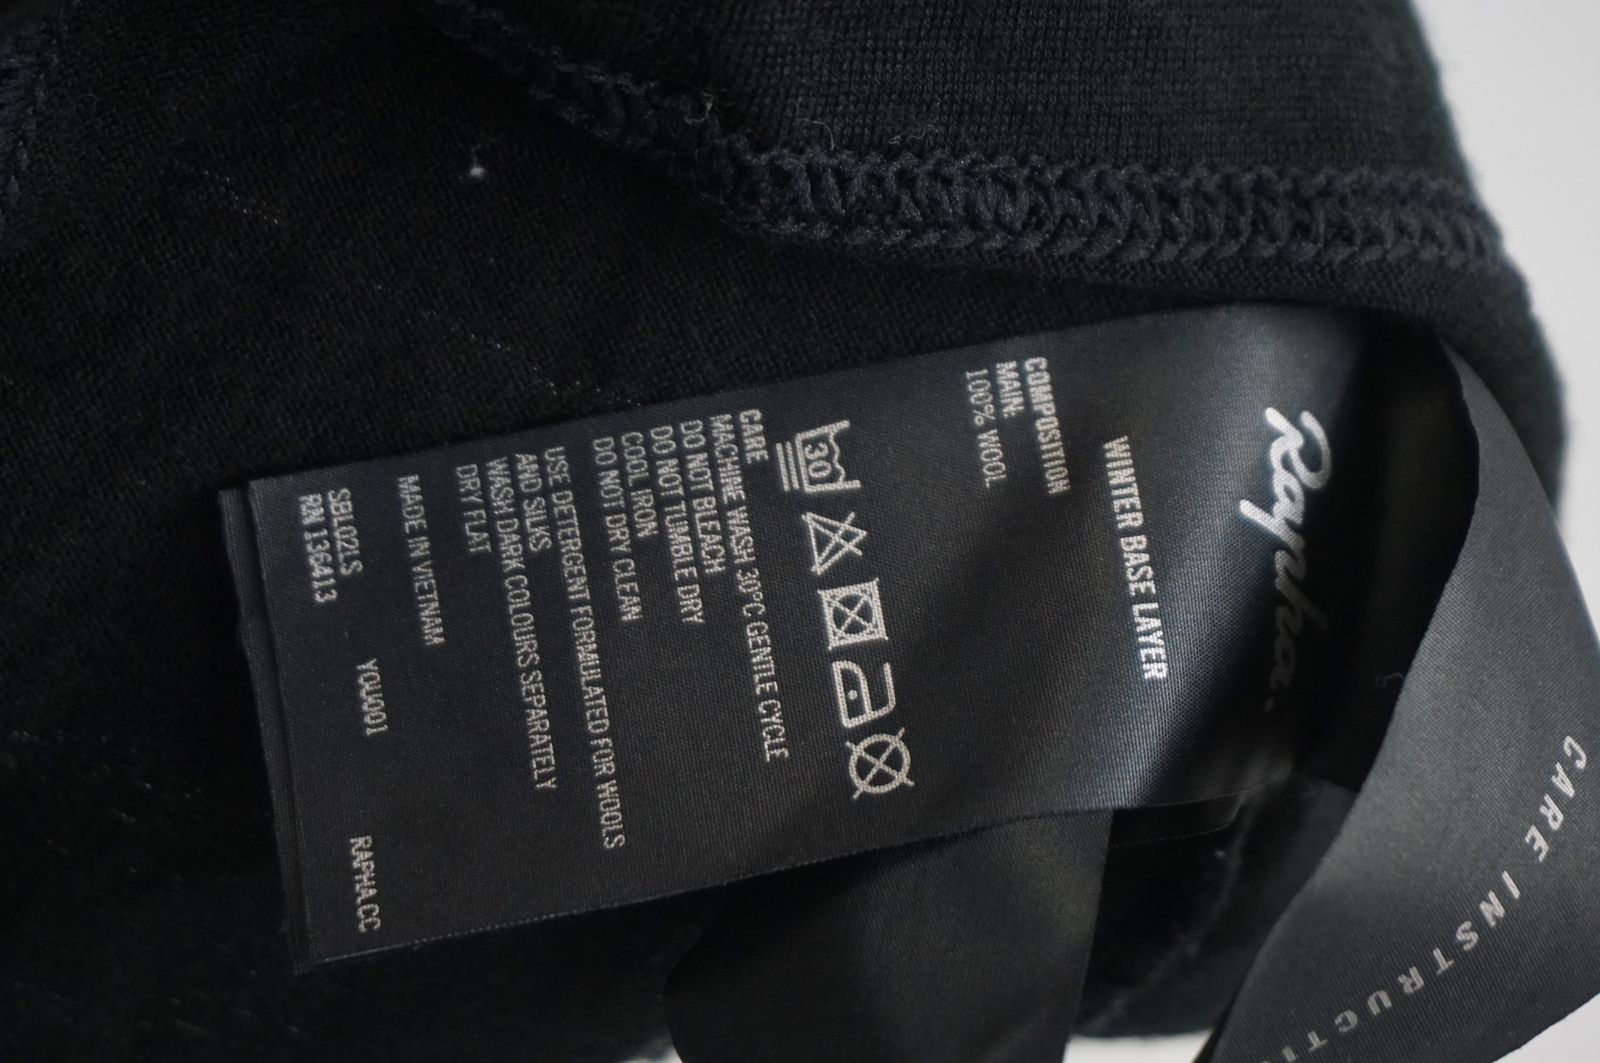 Rapha.
WINTER BASE LAYER
COMPOSITION
MAIN:
100% WOOL
30
CARE
MACHINE WASH 30°C GENTLE CYCLE
DO NOT BLEACH
DO NOT TUMBLE DRY
COOL IRON
DO NOT DRY CLEAN
USE DETERGENT FORMULATED FOR WOOLS
AND SILKS
WASH DARK COLOURS SEPARATELY
DRY FLAT
MADE IN VIETNAM
SBL02LS YOU001 RAPHA.CC
RN 136413
CARE INSTRUCTI